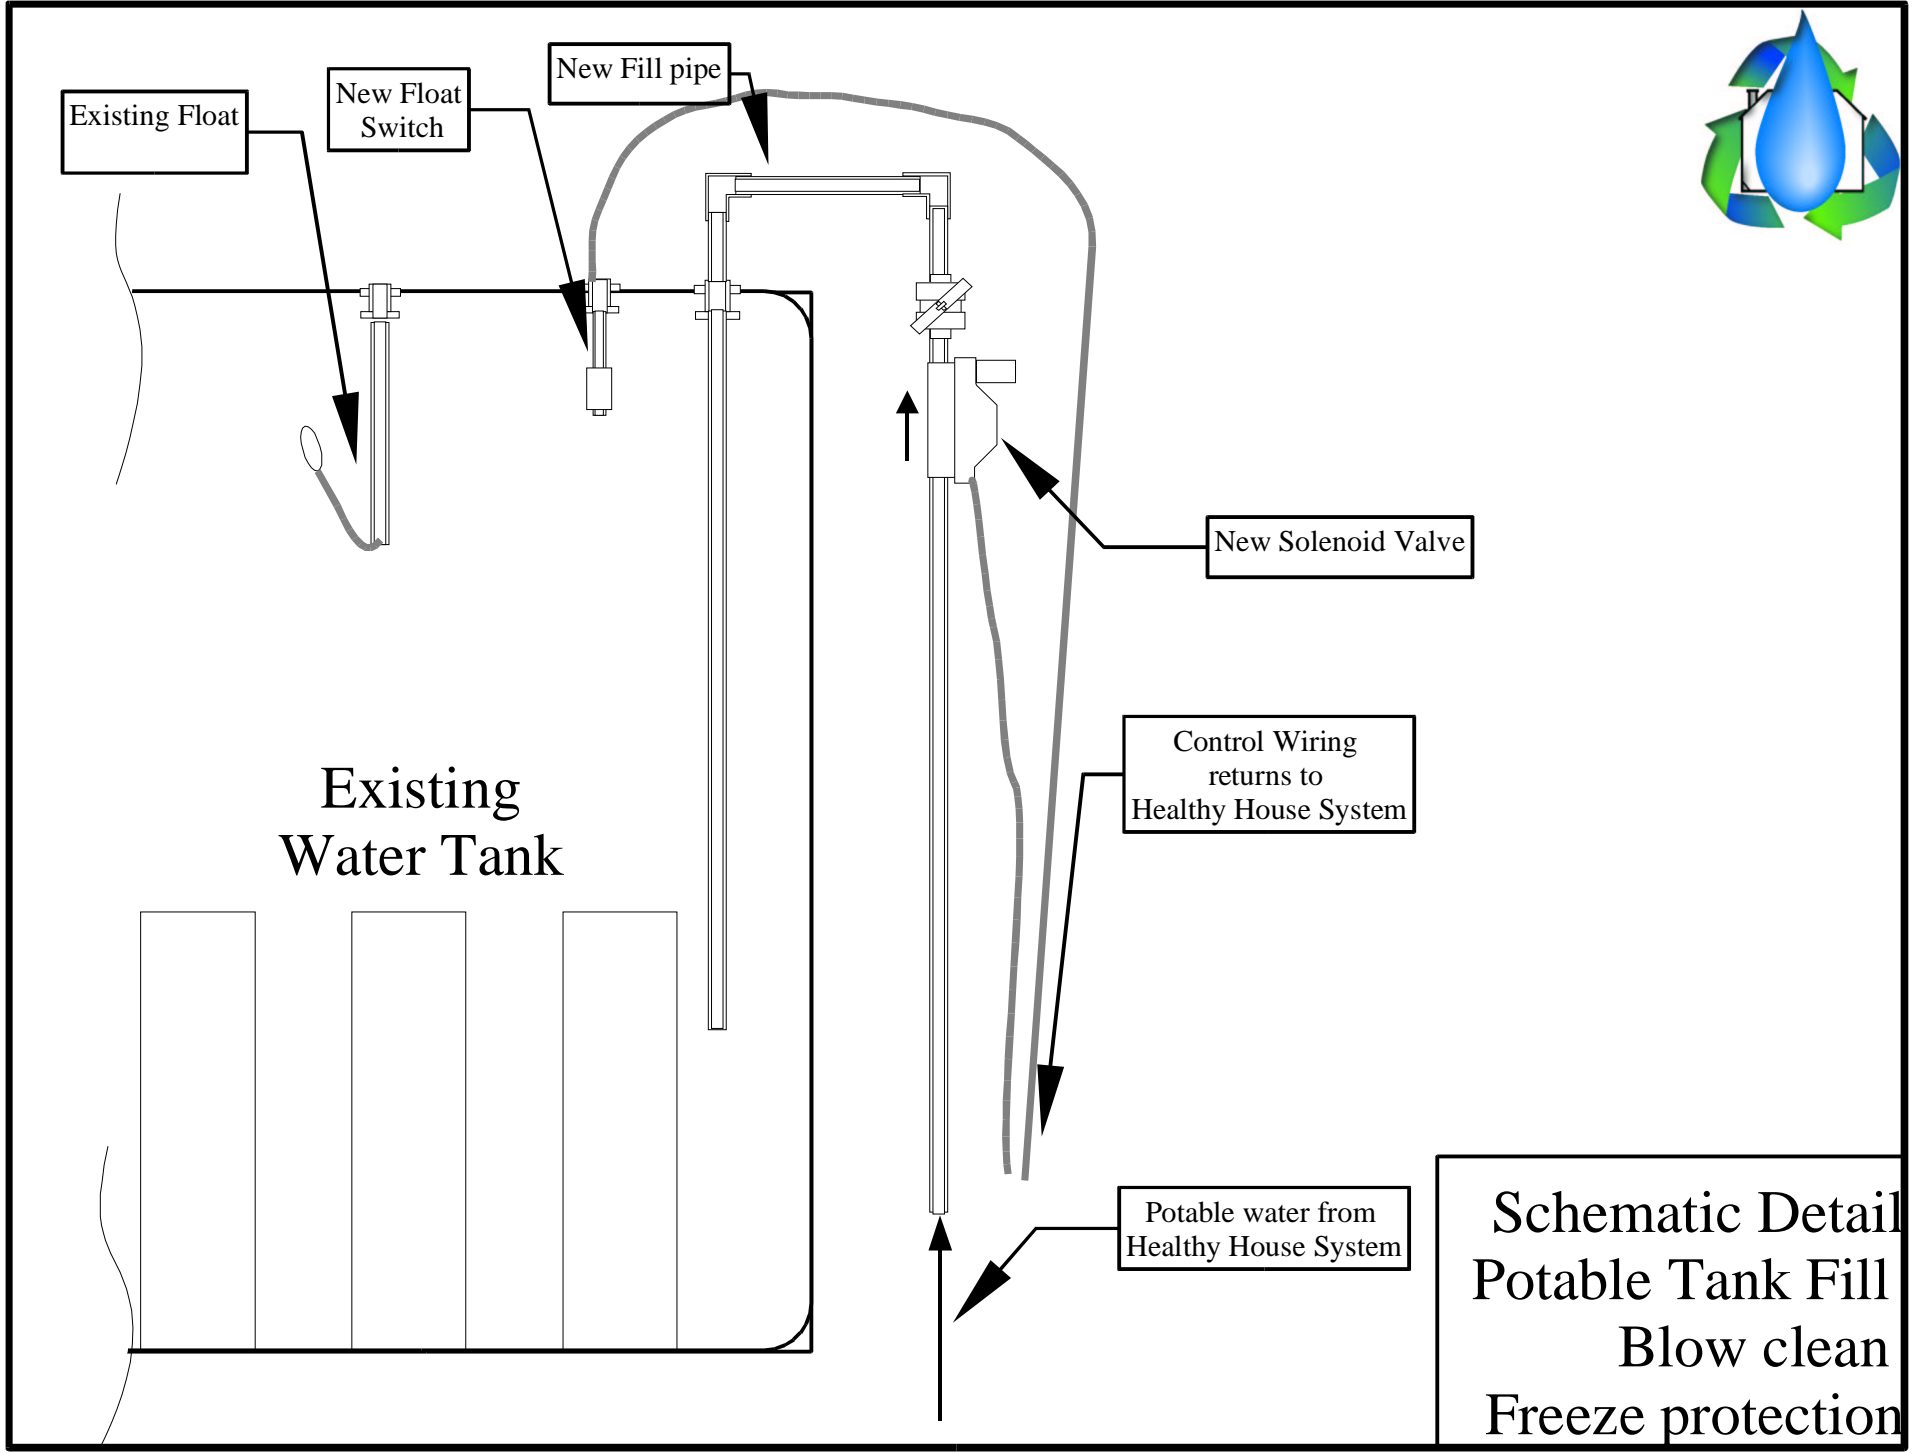 New Fill pipe
New Float
Switch
Existing Float
New Solenoid Valve
Control Wiring
returns to
Healthy House System
Existing
Water Tank
Potable water from
Healthy House System
Schematic Detail
Potable Tank Fill
Blow clean
Freeze protection